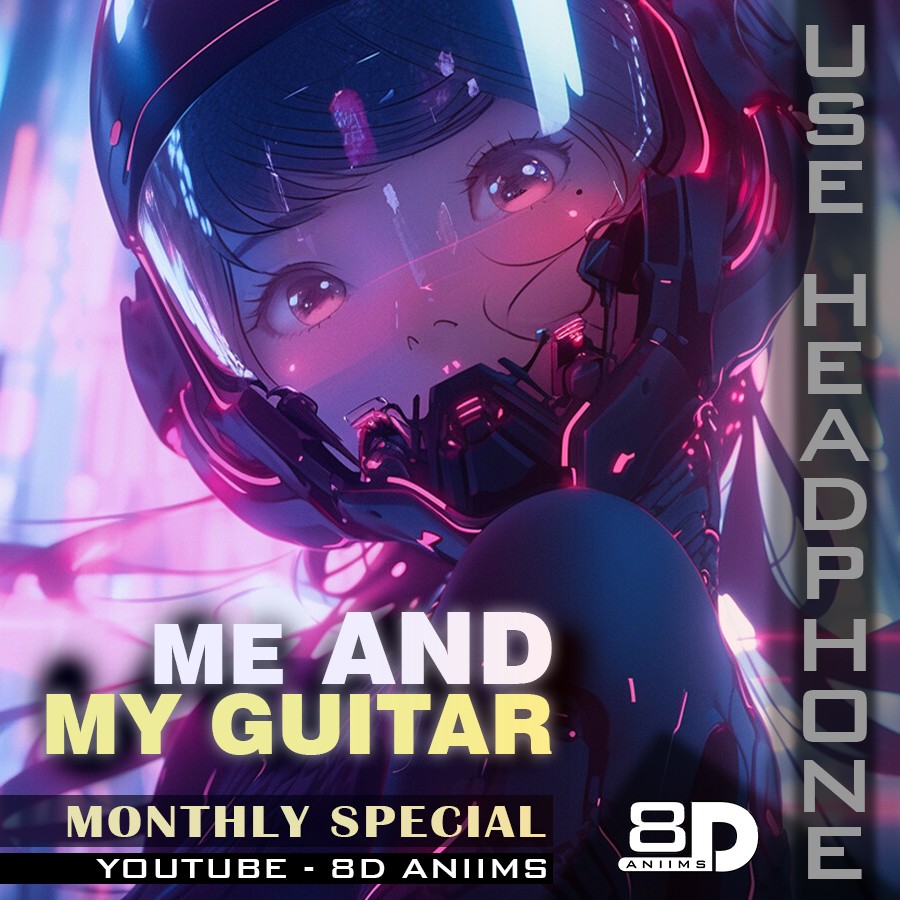 USE HEADPHONE
ME AND
MY GUITAR
MONTHLY SPECIAL
YOUTUBE - 8D ANIIMS
8D
ANIIMS